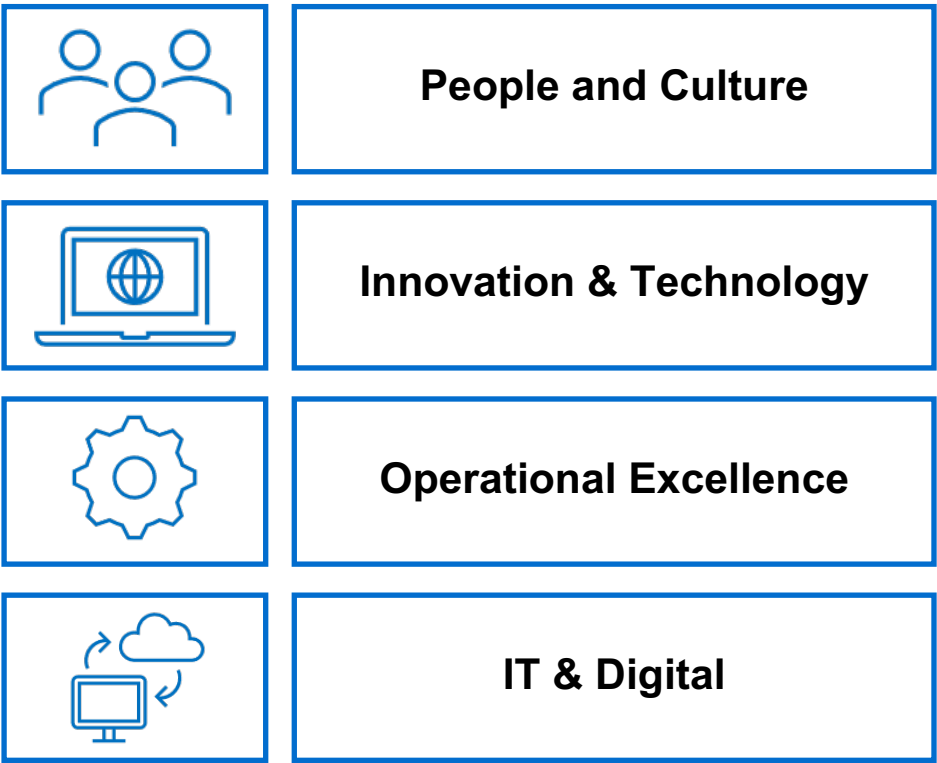 People and Culture
Innovation & Technology
Operational Excellence
IT & Digital